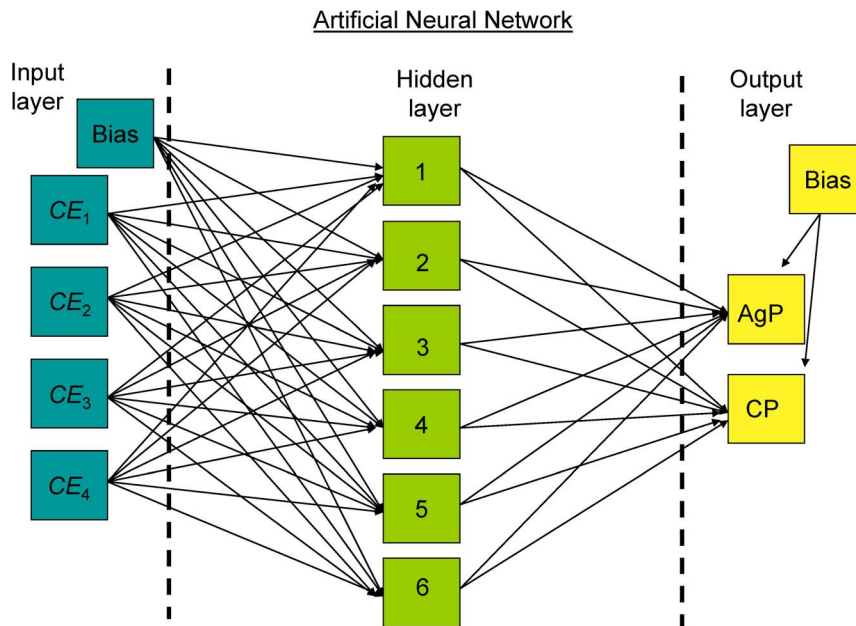 Artificial Neural Network
Input
layer
Hidden
layer
Output
layer
Bias
CE₁
CE₂
CE₃
CE₄
1
2
3
4
5
6
Bias
AgP
CP